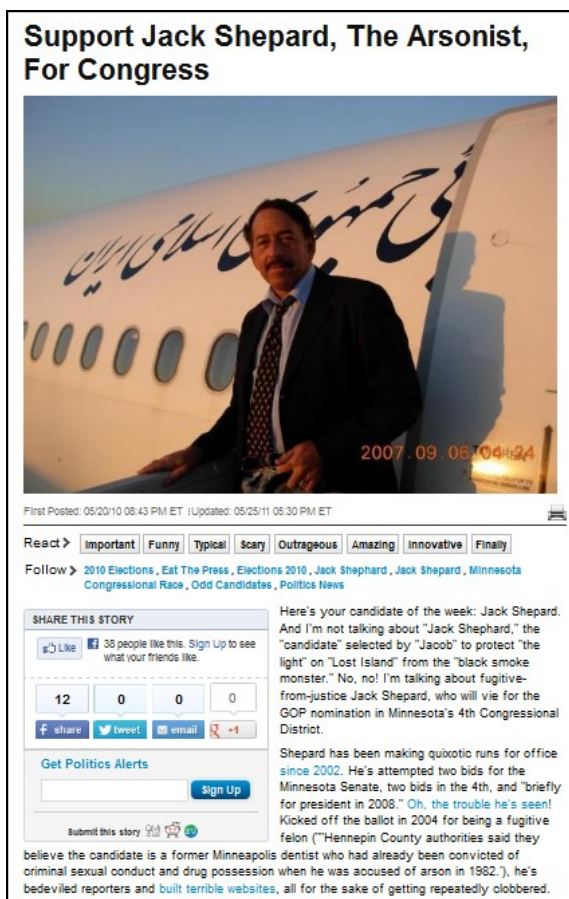 Support Jack Shepard, The Arsonist,
For Congress
جمهوری اسلامی ایران
2007.09.06 04:24
First Posted: 05/20/10 08:43 PM ET Updated: 05/25/11 05:30 PM ET
React Important Funny Typical Scary Outrageous Amazing Innovative Finally
Follow 2010 Elections , Eat The Press , Elections 2010 , Jack Shephard , Jack Shepard , Minnesota
Congressional Race , Odd Candidates , Politics News
SHARE THIS STORY
Like 38 people like this. Sign Up to see
what your friends like.
12 0 0 0
share tweet email +1
Get Politics Alerts
Sign Up
Submit this story
Here's your candidate of the week: Jack Shepard.
And I'm not talking about "Jack Shephard," the
"candidate" selected by "Jacob" to protect "the
light" on "Lost Island" from the "black smoke
monster." No, no! I'm talking about fugitive-
from-justice Jack Shepard, who will vie for the
GOP nomination in Minnesota's 4th Congressional
District.
Shepard has been making quixotic runs for office
since 2002. He's attempted two bids for the
Minnesota Senate, two bids in the 4th, and "briefly
for president in 2008." Oh, the trouble he's seen!
Kicked off the ballot in 2004 for being a fugitive
felon (""Hennepin County authorities said they
believe the candidate is a former Minneapolis dentist who had already been convicted of
criminal sexual conduct and drug possession when he was accused of arson in 1982."), he's
bedeviled reporters and built terrible websites, all for the sake of getting repeatedly clobbered.